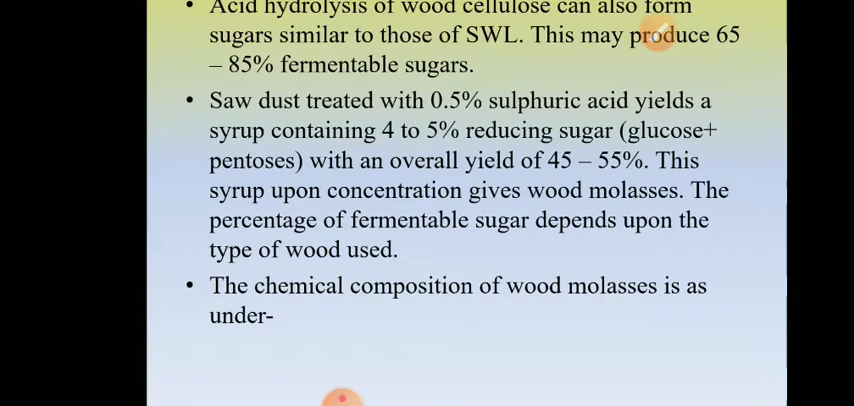 • Acid hydrolysis of wood cellulose can also form
sugars similar to those of SWL. This may produce 65
– 85% fermentable sugars.
• Saw dust treated with 0.5% sulphuric acid yields a
syrup containing 4 to 5% reducing sugar (glucose+
pentoses) with an overall yield of 45 – 55%. This
syrup upon concentration gives wood molasses. The
percentage of fermentable sugar depends upon the
type of wood used.
• The chemical composition of wood molasses is as
under-